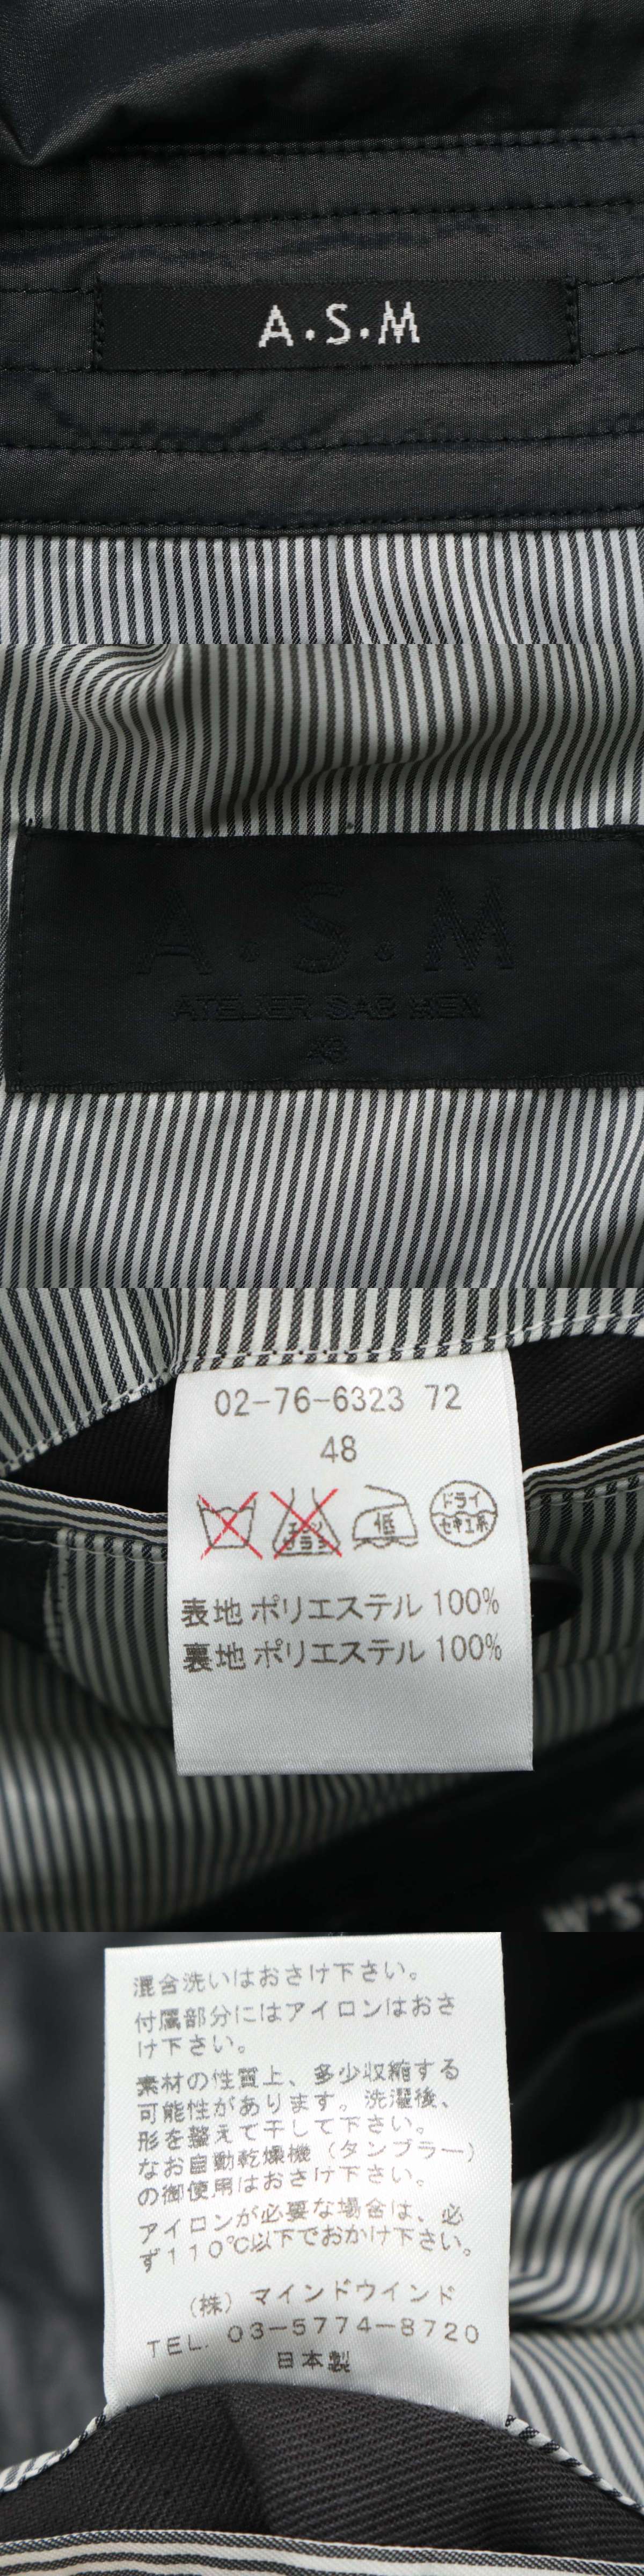 A.S.M
A.S.M
ATELIER SAB MEN
48
02-76-6323 72
48
エンソ
サラシ
低
ドライ
セキユ系
表地 ポリエステル 100%
裏地 ポリエステル 100%
S.M
混合洗いはおさけ下さい。
付属部分にはアイロンはおさ
け下さい。
素材の性質上、多少収縮する
可能性があります。洗濯後、
形を整えて干して下さい。
なお自動乾燥機（タンブラー）
の御使用はおさけ下さい。
アイロンが必要な場合は、必
ず110℃以下でおかけ下さい。
（株）マインドウインド
TEL. 03-5774-8720
日本製